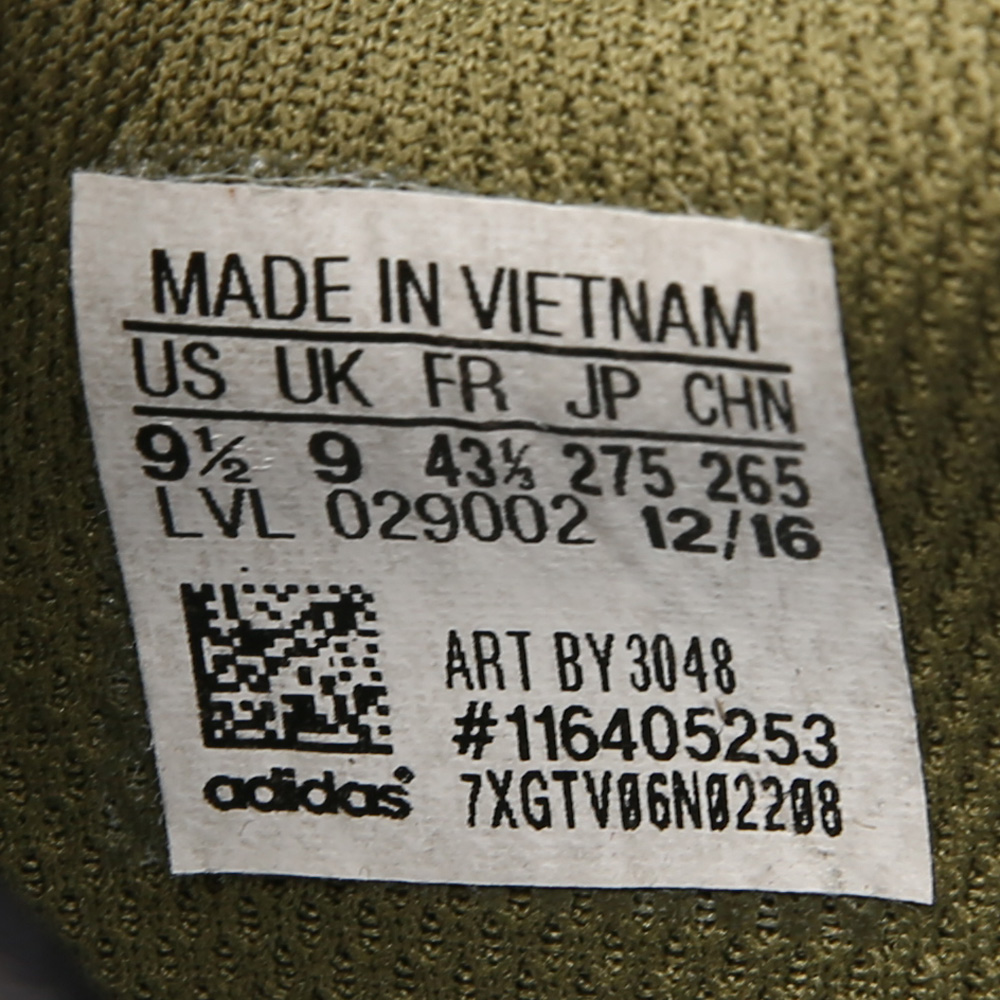 MADE IN VIETNAM
US UK FR JP CHN
9½ 9 43⅓ 275 265
LVL 029002 12/16
ART BY3048
#116405253
7XGTV06N02208
adidas®